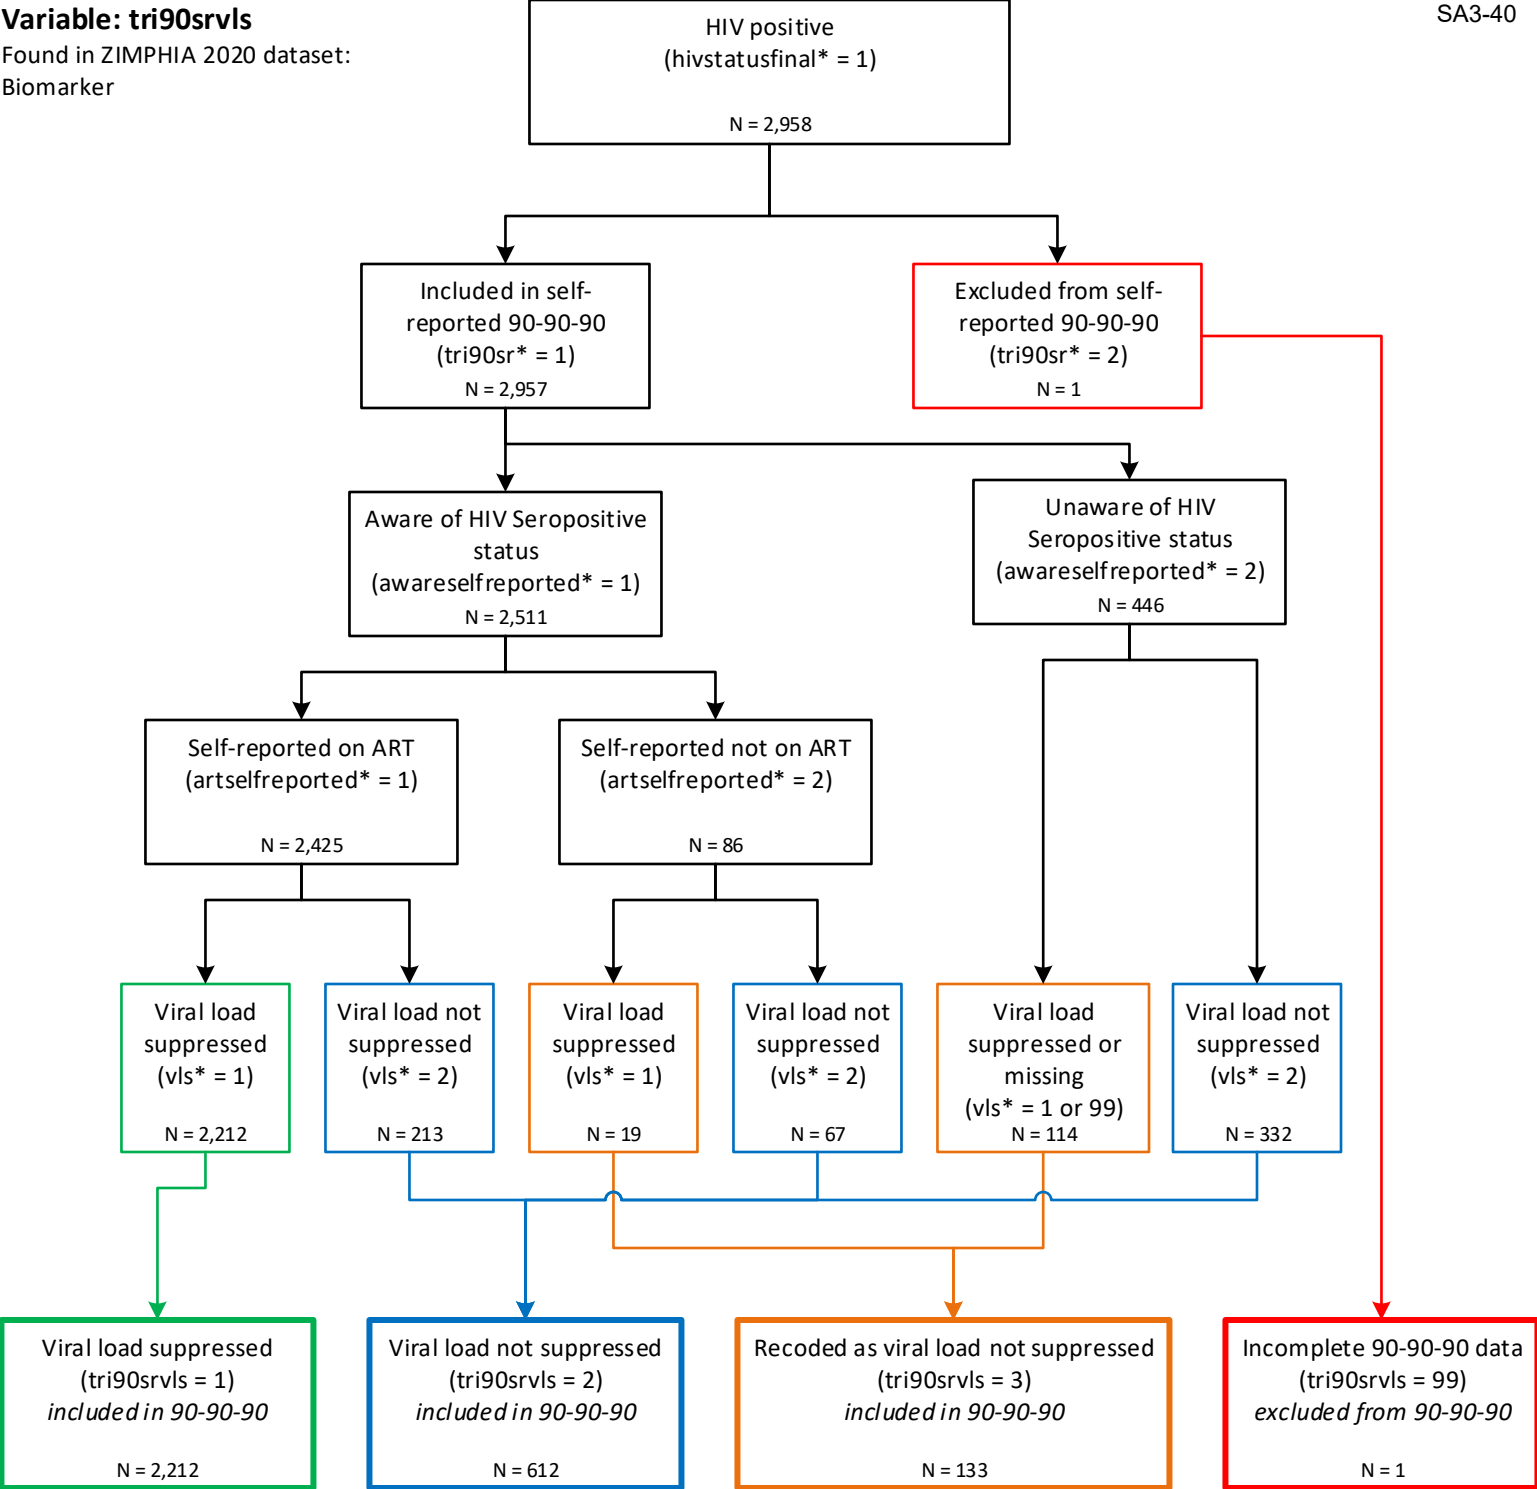 Variable: tri90srvls
Found in ZIMPHIA 2020 dataset:
Biomarker
SA3-40
HIV positive
(hivstatusfinal* = 1)
N = 2,958
Included in self-
reported 90-90-90
(tri90sr* = 1)
N = 2,957
Excluded from self-
reported 90-90-90
(tri90sr* = 2)
N = 1
Aware of HIV Seropositive
status
(awareselfreported* = 1)
N = 2,511
Unaware of HIV
Seropositive status
(awareselfreported* = 2)
N = 446
Self-reported on ART
(artselfreported* = 1)
N = 2,425
Self-reported not on ART
(artselfreported* = 2)
N = 86
Viral load
suppressed
(vls* = 1)
N = 2,212
Viral load not
suppressed
(vls* = 2)
N = 213
Viral load
suppressed
(vls* = 1)
N = 19
Viral load not
suppressed
(vls* = 2)
N = 67
Viral load
suppressed or
missing
(vls* = 1 or 99)
N = 114
Viral load not
suppressed
(vls* = 2)
N = 332
Viral load suppressed
(tri90srvls = 1)
included in 90-90-90
N = 2,212
Viral load not suppressed
(tri90srvls = 2)
included in 90-90-90
N = 612
Recoded as viral load not suppressed
(tri90srvls = 3)
included in 90-90-90
N = 133
Incomplete 90-90-90 data
(tri90srvls = 99)
excluded from 90-90-90
N = 1